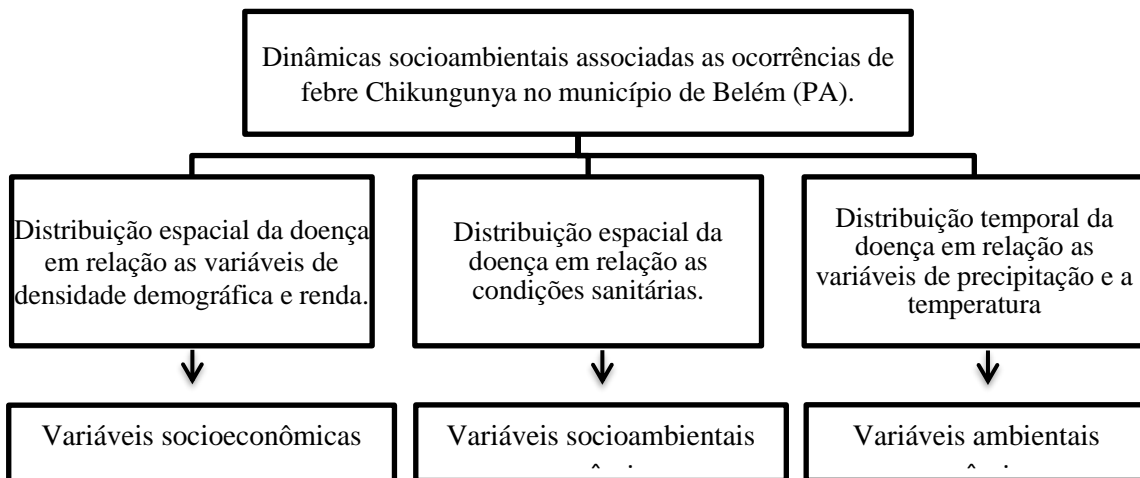 Dinâmicas socioambientais associadas as ocorrências de
febre Chikungunya no município de Belém (PA).
Distribuição espacial da doença
em relação as variáveis de
densidade demográfica e renda.
Distribuição espacial da
doença em relação as
condições sanitárias.
Distribuição temporal da
doença em relação as
variáveis de precipitação e a
temperatura
Variáveis socioeconômicas
Variáveis socioambientais
Variáveis ambientais